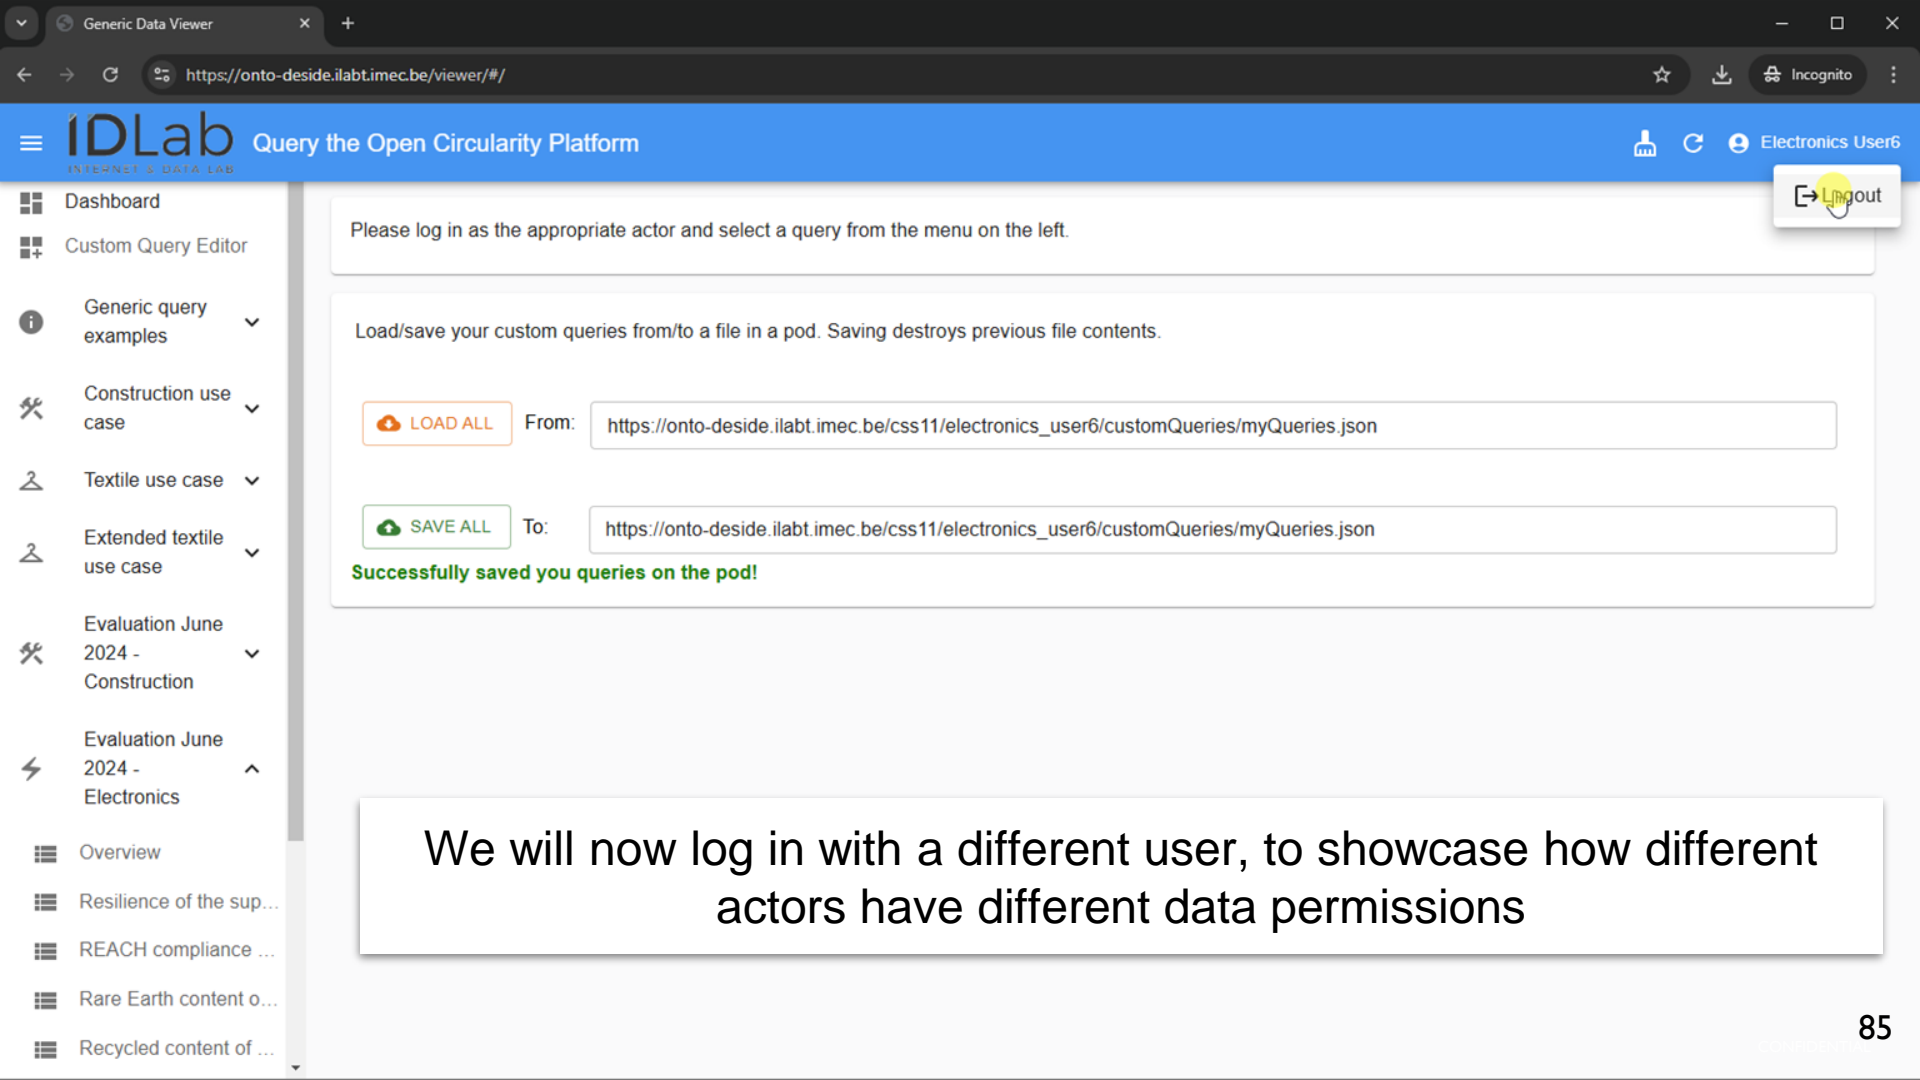 Generic Data Viewer
https://onto-deside.ilabt.imec.be/viewer/#/
Incognito
IDLab
INTERNET & DATA LAB
Query the Open Circularity Platform
Electronics User6
Logout
Dashboard
Custom Query Editor
Generic query
examples
Construction use
case
Textile use case
Extended textile
use case
Evaluation June
2024 -
Construction
Evaluation June
2024 -
Electronics
Overview
Resilience of the sup...
REACH compliance ...
Rare Earth content o...
Recycled content of ...
Please log in as the appropriate actor and select a query from the menu on the left.
Load/save your custom queries from/to a file in a pod. Saving destroys previous file contents.
LOAD ALL From: https://onto-deside.ilabt.imec.be/css11/electronics_user6/customQueries/myQueries.json
SAVE ALL To: https://onto-deside.ilabt.imec.be/css11/electronics_user6/customQueries/myQueries.json
Successfully saved you queries on the pod!
We will now log in with a different user, to showcase how different
actors have different data permissions
85